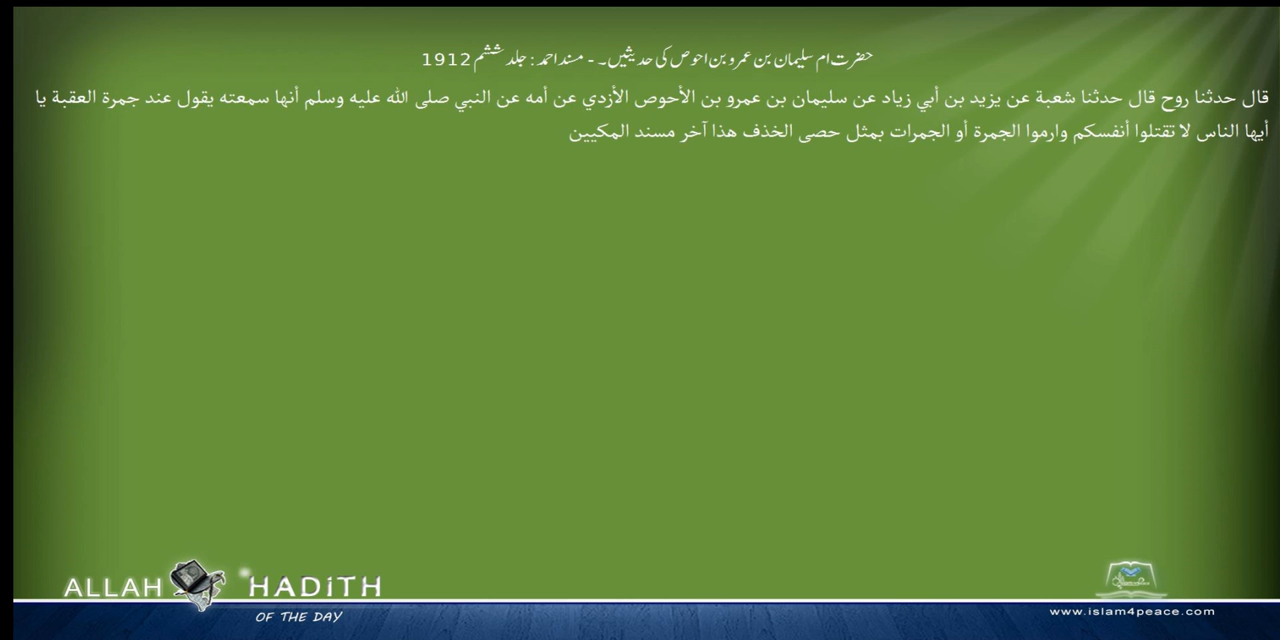 حضرت ام سلیمان بن عمرو بن احوص کی حدیثیں۔ - مسند احمد : جلد ششم 1912
قال حدثنا روح قال حدثنا شعبة عن يزيد بن أبي زياد عن سليمان بن عمرو بن الأحوص الأزدي عن أمه عن النبي صلى الله عليه وسلم أنها سمعته يقول عند جمرة العقبة يا
أيها الناس لا تقتلوا أنفسكم وارموا الجمرة أو الجمرات بمثل حصى الخذف هذا آخر مسند المكيين
ALLAH HADITH
OF THE DAY
www.islam4peace.com